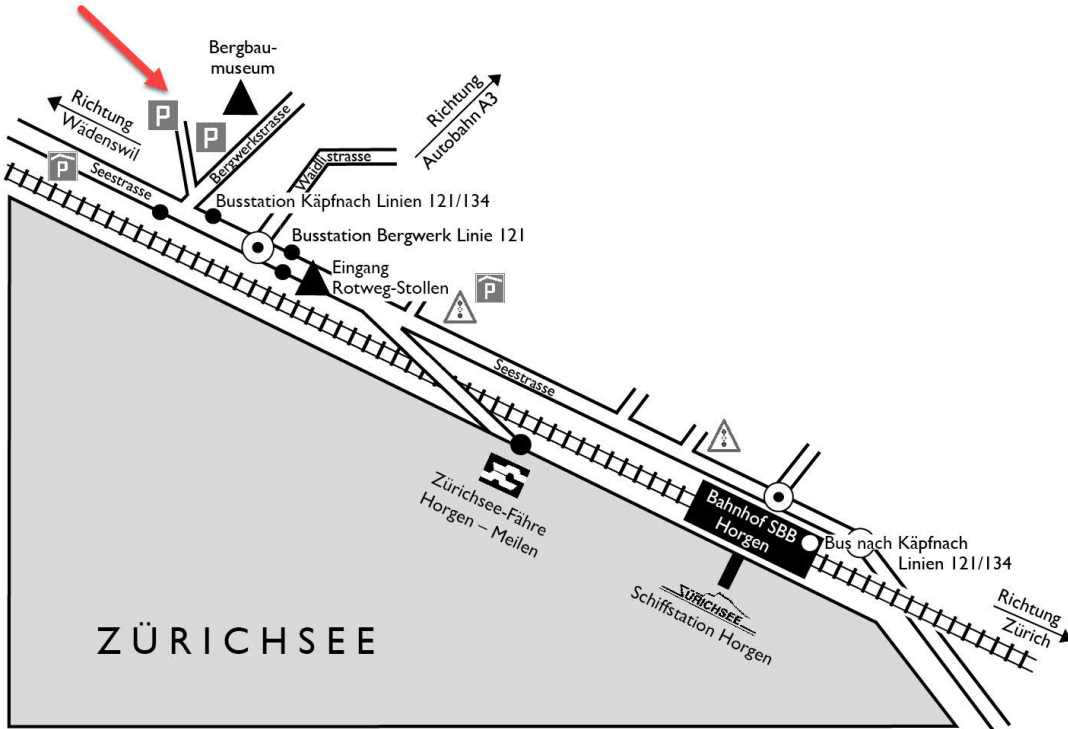 Bergbau-
museum
Richtung
Wädenswil
P
P
Bergwerkstrasse
Richtung
Autobahn A3
Waidlistrasse
P
Seestrasse
Busstation Käpfnach Linien 121/134
Busstation Bergwerk Linie 121
Eingang
Rotweg-Stollen
P
Seestrasse
Zürichsee-Fähre
Horgen – Meilen
Bahnhof SBB
Horgen
Bus nach Käpfnach
Linien 121/134
ZÜRICHSEE
Schiffstation Horgen
Richtung
Zürich
ZÜRICHSEE